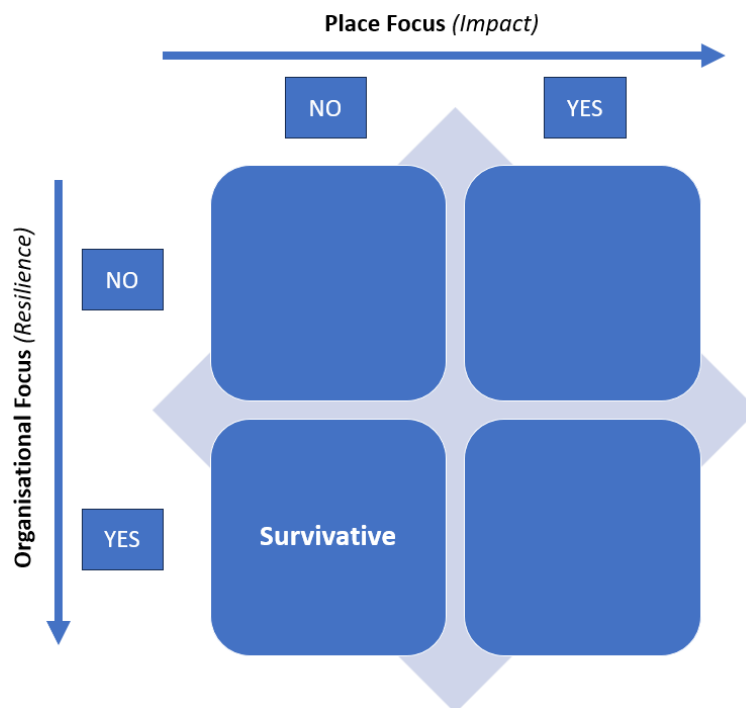 Place Focus (Impact)
NO
YES
Organisational Focus (Resilience)
NO
YES
Survivative